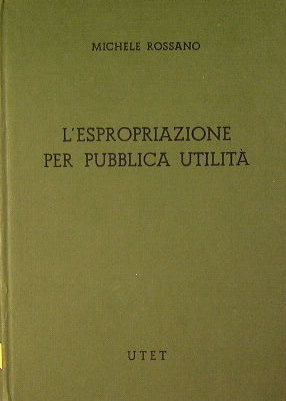 MICHELE ROSSANO
L'ESPROPRIAZIONE
PER PUBBLICA UTILITÀ
UTET